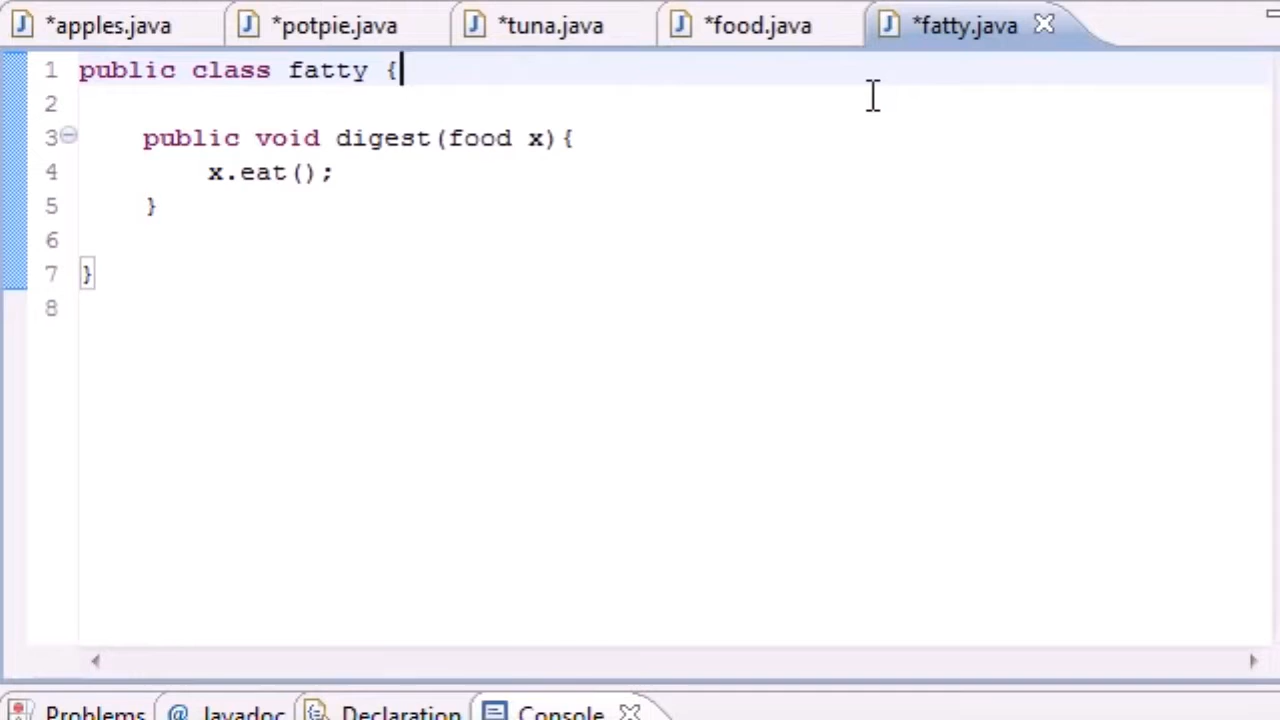 *apples.java *potpie.java *tuna.java *food.java *fatty.java
1 public class fatty {
2
3 public void digest(food x){
4 x.eat();
5 }
6
7 }
8
Problems @ Javadoc Declaration Console